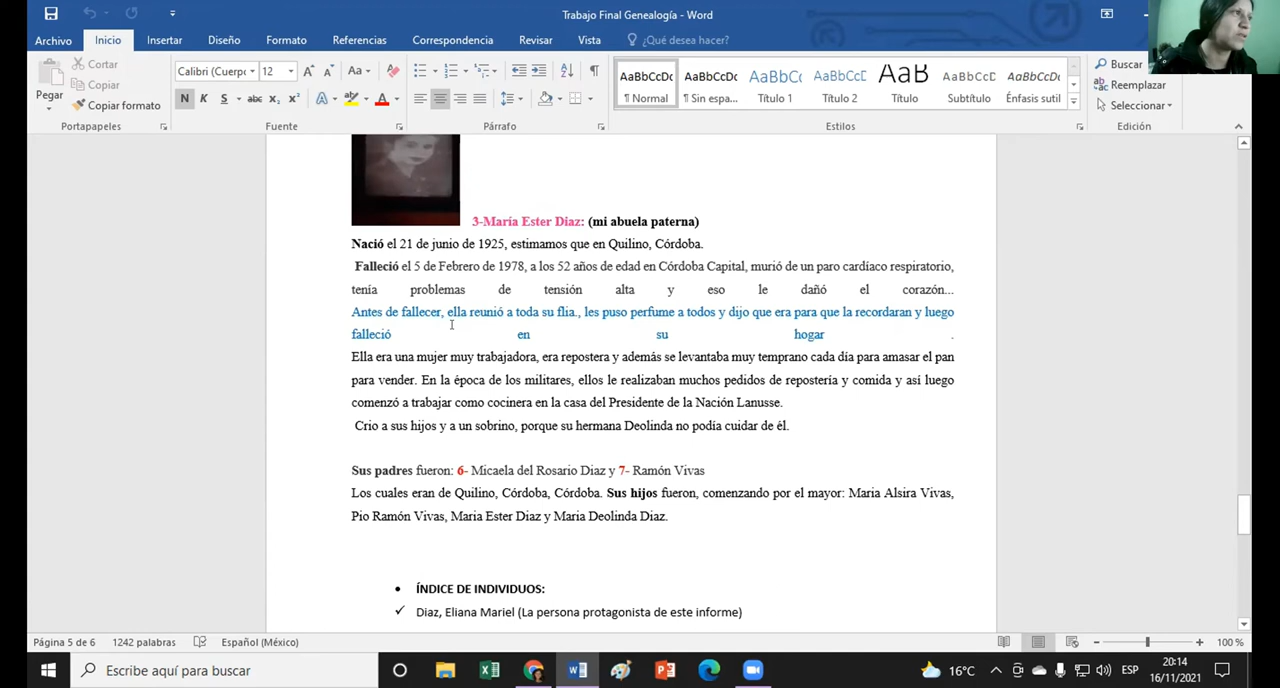 Trabajo Final Genealogía - Word
Archivo Inicio Insertar Diseño Formato Referencias Correspondencia Revisar Vista ¿Qué desea hacer?
Pegar
Cortar
Copiar
Copiar formato
Portapapeles
Calibri (Cuerpo 12
N K S abc x₂ x²
Fuente
Párrafo
AaBbCcDc AaBbCcDc AaBbCc AaBbCcD AaB AaBbCcD AaBbCcDc
¶ Normal ¶ Sin espa... Título 1 Título 2 Título Subtítulo Énfasis sutil
Estilos
Buscar
Reemplazar
Seleccionar
Edición
3-María Ester Diaz: (mi abuela paterna)
Nació el 21 de junio de 1925, estimamos que en Quilino, Córdoba.
Falleció el 5 de Febrero de 1978, a los 52 años de edad en Córdoba Capital, murió de un paro cardíaco respiratorio,
tenía problemas de tensión alta y eso le dañó el corazón...
Antes de fallecer, ella reunió a toda su flia., les puso perfume a todos y dijo que era para que la recordaran y luego
falleció en su hogar .
Ella era una mujer muy trabajadora, era repostera y además se levantaba muy temprano cada día para amasar el pan
para vender. En la época de los militares, ellos le realizaban muchos pedidos de repostería y comida y así luego
comenzó a trabajar como cocinera en la casa del Presidente de la Nación Lanusse.
Crio a sus hijos y a un sobrino, porque su hermana Deolinda no podía cuidar de él.
Sus padres fueron: 6- Micaela del Rosario Diaz y 7- Ramón Vivas
Los cuales eran de Quilino, Córdoba, Córdoba. Sus hijos fueron, comenzando por el mayor: Maria Alsira Vivas,
Pio Ramón Vivas, Maria Ester Diaz y Maria Deolinda Diaz.
• ÍNDICE DE INDIVIDUOS:
✓ Diaz, Eliana Mariel (La persona protagonista de este informe)
Página 5 de 6 1242 palabras Español (México) 100 %
Escribe aquí para buscar
16°C ESP
20:14
16/11/2021